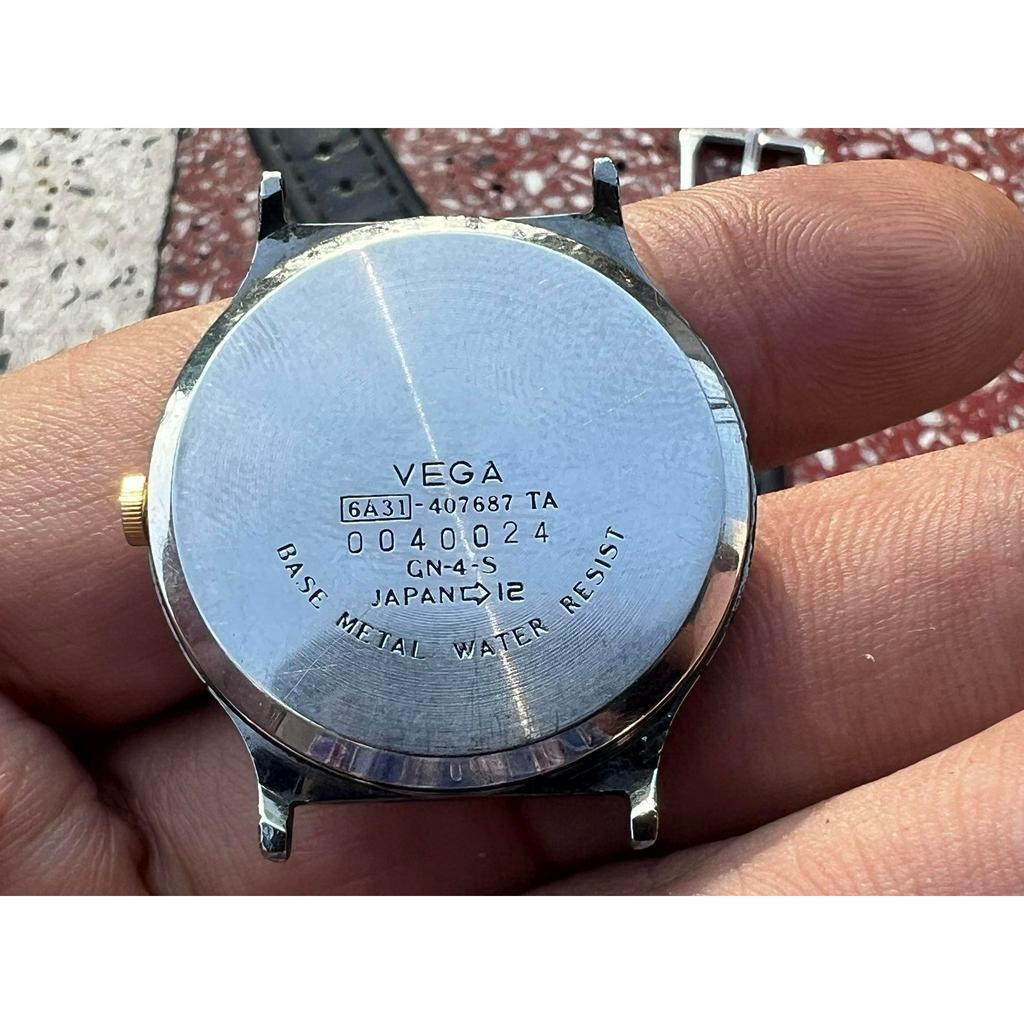 VEGA
6A31-407687 TA
0040024
GN-4-S
JAPAN⇨12
BASE METAL WATER RESIST